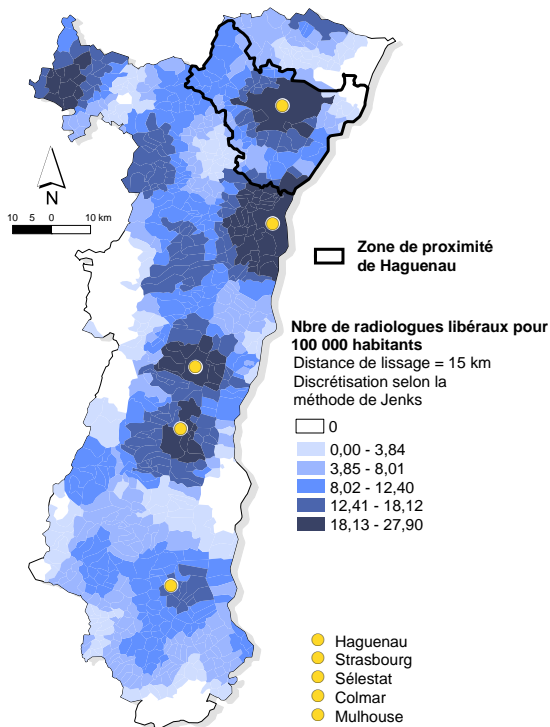 N
10 5 0 10 km
Zone de proximité
de Haguenau
Nbre de radiologues libéraux pour
100 000 habitants
Distance de lissage = 15 km
Discrétisation selon la
méthode de Jenks
0
0,00 - 3,84
3,85 - 8,01
8,02 - 12,40
12,41 - 18,12
18,13 - 27,90
Haguenau
Strasbourg
Sélestat
Colmar
Mulhouse